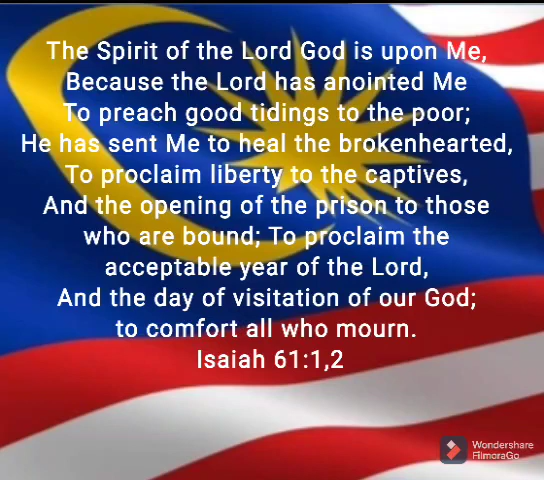 The Spirit of the Lord God is upon Me,
Because the Lord has anointed Me
To preach good tidings to the poor;
He has sent Me to heal the brokenhearted,
To proclaim liberty to the captives,
And the opening of the prison to those
who are bound; To proclaim the
acceptable year of the Lord,
And the day of visitation of our God;
to comfort all who mourn.
Isaiah 61:1,2
Wondershare
FilmoraGo